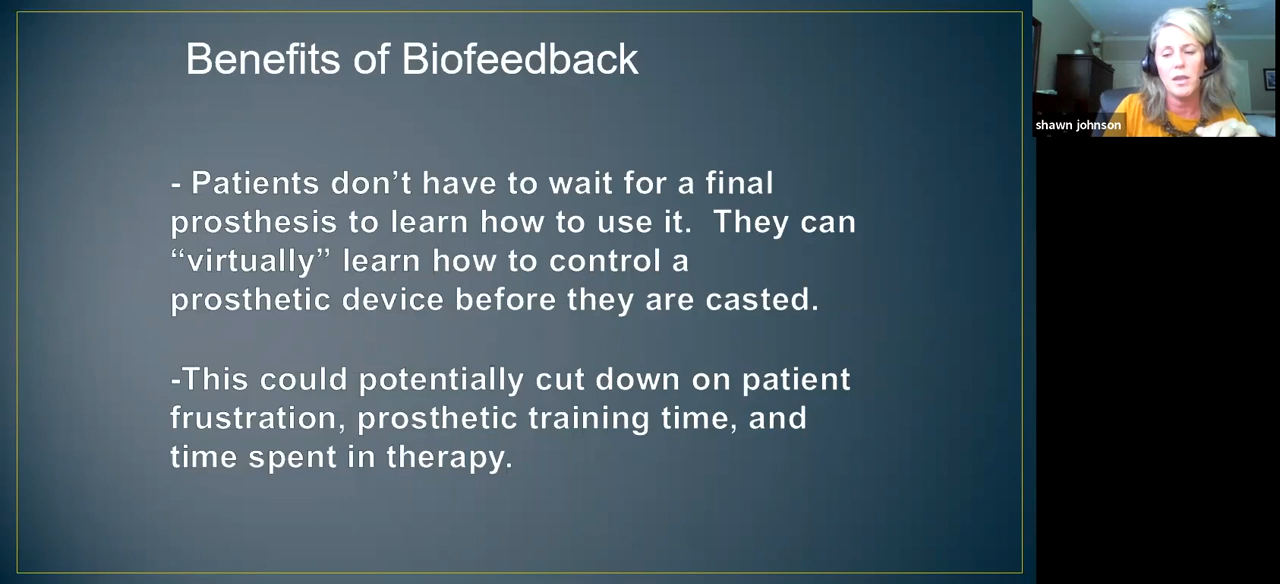 Benefits of Biofeedback
- Patients don’t have to wait for a final
prosthesis to learn how to use it.  They can
“virtually” learn how to control a
prosthetic device before they are casted.
-This could potentially cut down on patient
frustration, prosthetic training time, and
time spent in therapy.
shawn johnson